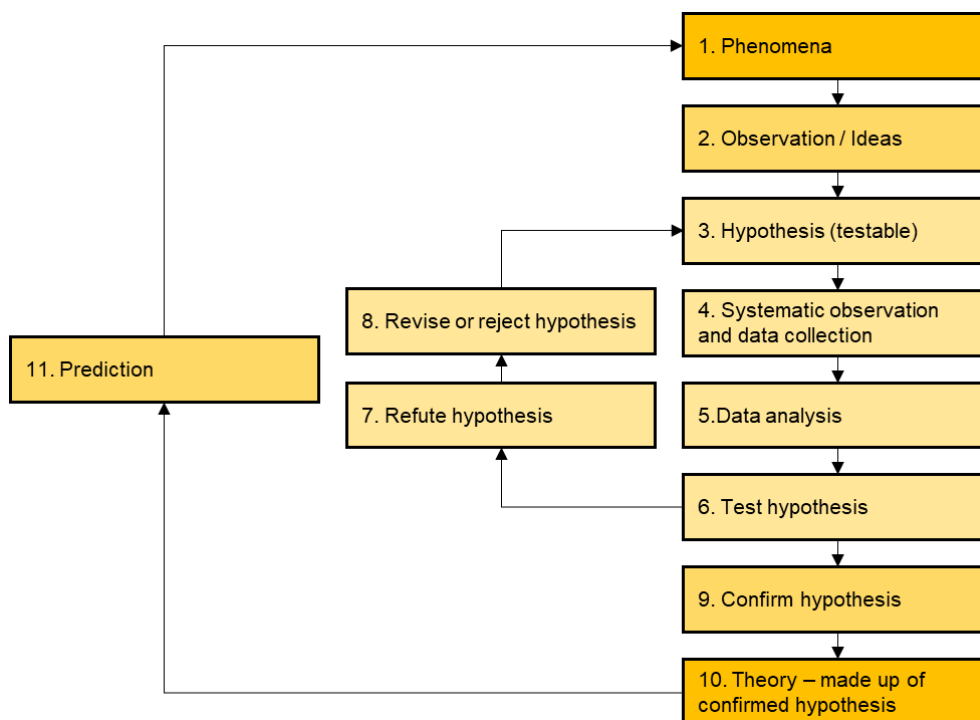 1. Phenomena
2. Observation / Ideas
3. Hypothesis (testable)
4. Systematic observation
and data collection
5.Data analysis
6. Test hypothesis
7. Refute hypothesis
8. Revise or reject hypothesis
9. Confirm hypothesis
10. Theory – made up of
confirmed hypothesis
11. Prediction